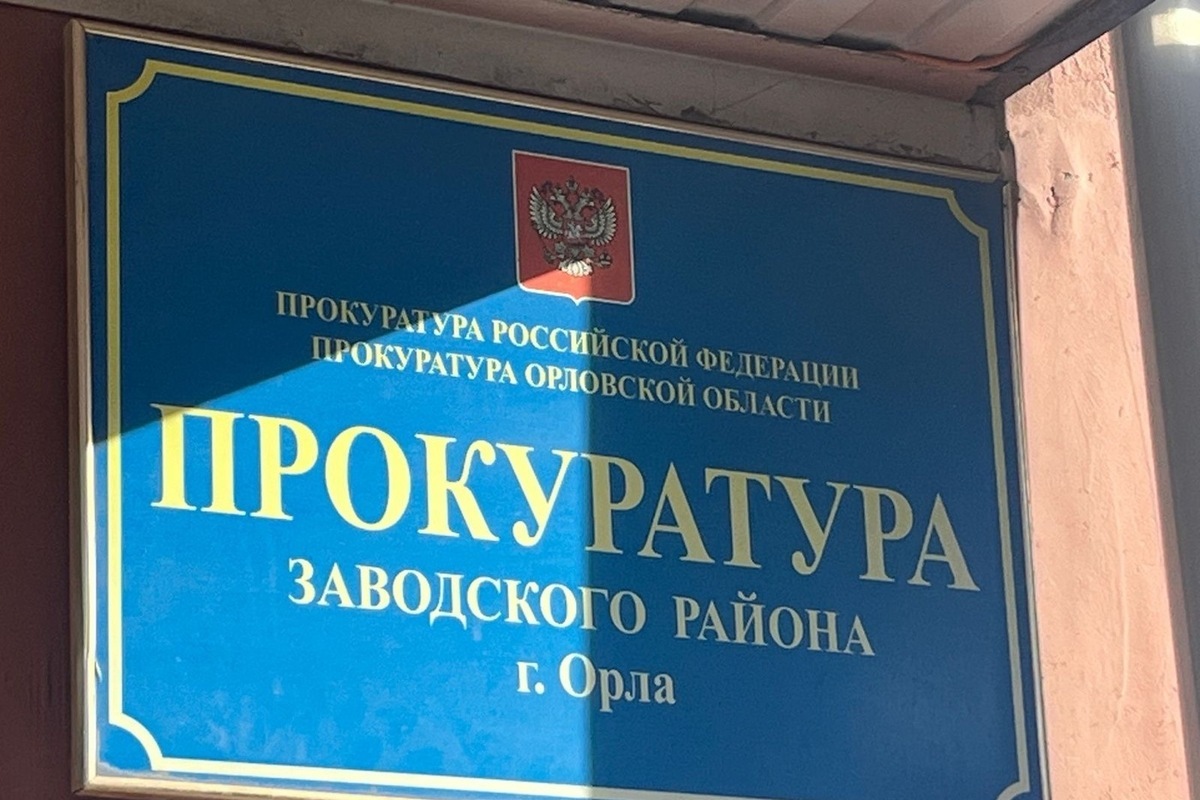 ПРОКУРАТУРА РОССИЙСКОЙ ФЕДЕРАЦИИ
ПРОКУРАТУРА ОРЛОВСКОЙ ОБЛАСТИ
ПРОКУРАТУРА
ЗАВОДСКОГО РАЙОНА
г. Орла